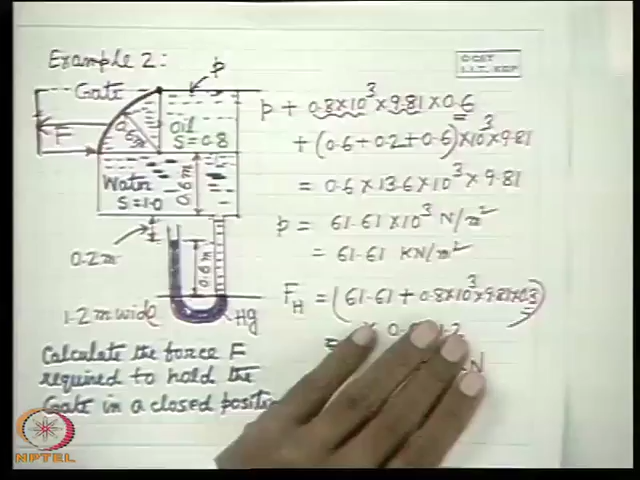 Example 2:
p
O.C.E.T
I.I.T. KGP
Gate
F
0.6m
Oil
S=0.8
Water
S=1.0
0.6m
0.2m
0.6m
1.2m wide
Hg
Calculate the force F
required to hold the
Gate in a closed
p + 0.8×10³×9.81×0.6
+ (0.6+0.2+0.6)×10³×9.81
= 0.6×13.6×10³×9.81
p = 61.61×10³ N/m²
= 61.61 KN/m²
F_H = (61.61 + 0.8×10³×9.81×0.3)
1.2
=
N
NPTEL